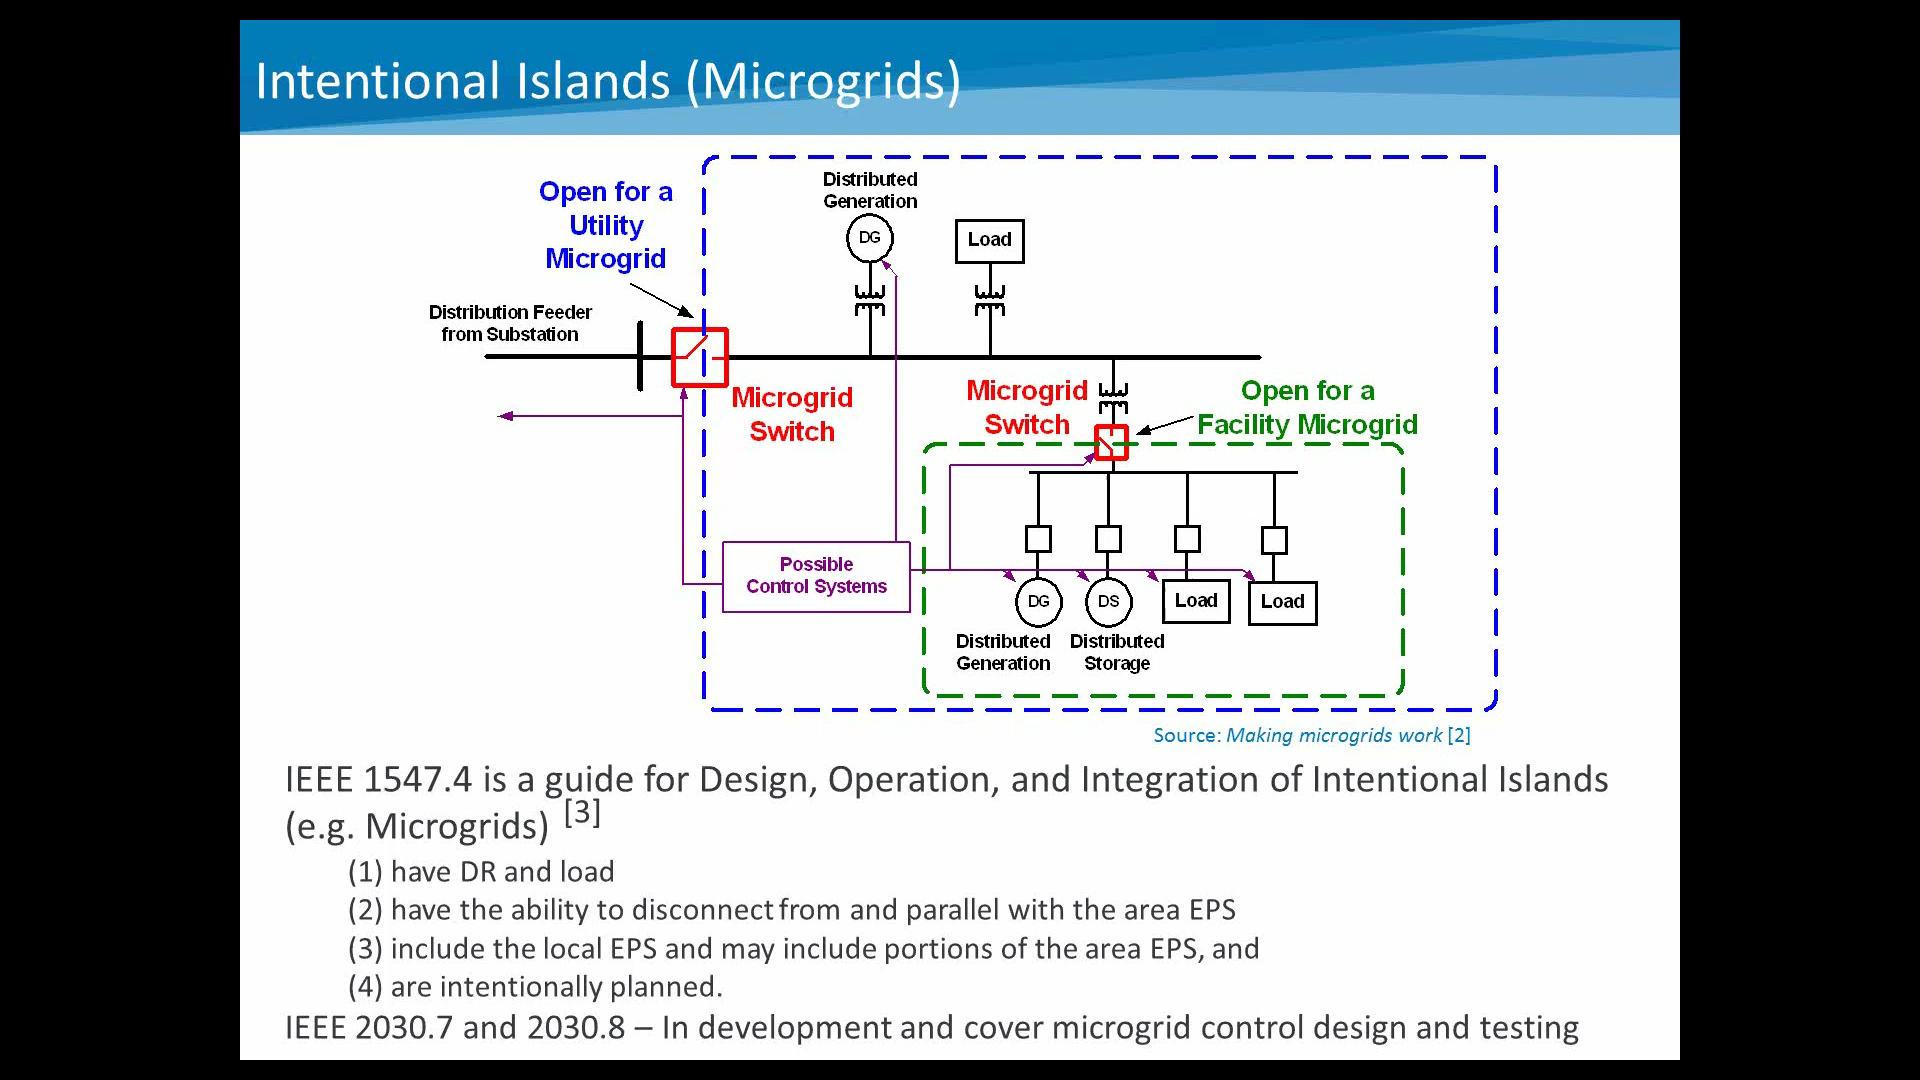 Intentional Islands (Microgrids)
Distributed
Generation
DG
Load
Open for a
Utility
Microgrid
Distribution Feeder
from Substation
Microgrid
Switch
Microgrid
Switch
Open for a
Facility Microgrid
Possible
Control Systems
DG
DS
Load
Load
Distributed
Generation
Distributed
Storage
Source: Making microgrids work [2]
IEEE 1547.4 is a guide for Design, Operation, and Integration of Intentional Islands
(e.g. Microgrids) [3]
(1) have DR and load
(2) have the ability to disconnect from and parallel with the area EPS
(3) include the local EPS and may include portions of the area EPS, and
(4) are intentionally planned.
IEEE 2030.7 and 2030.8 – In development and cover microgrid control design and testing